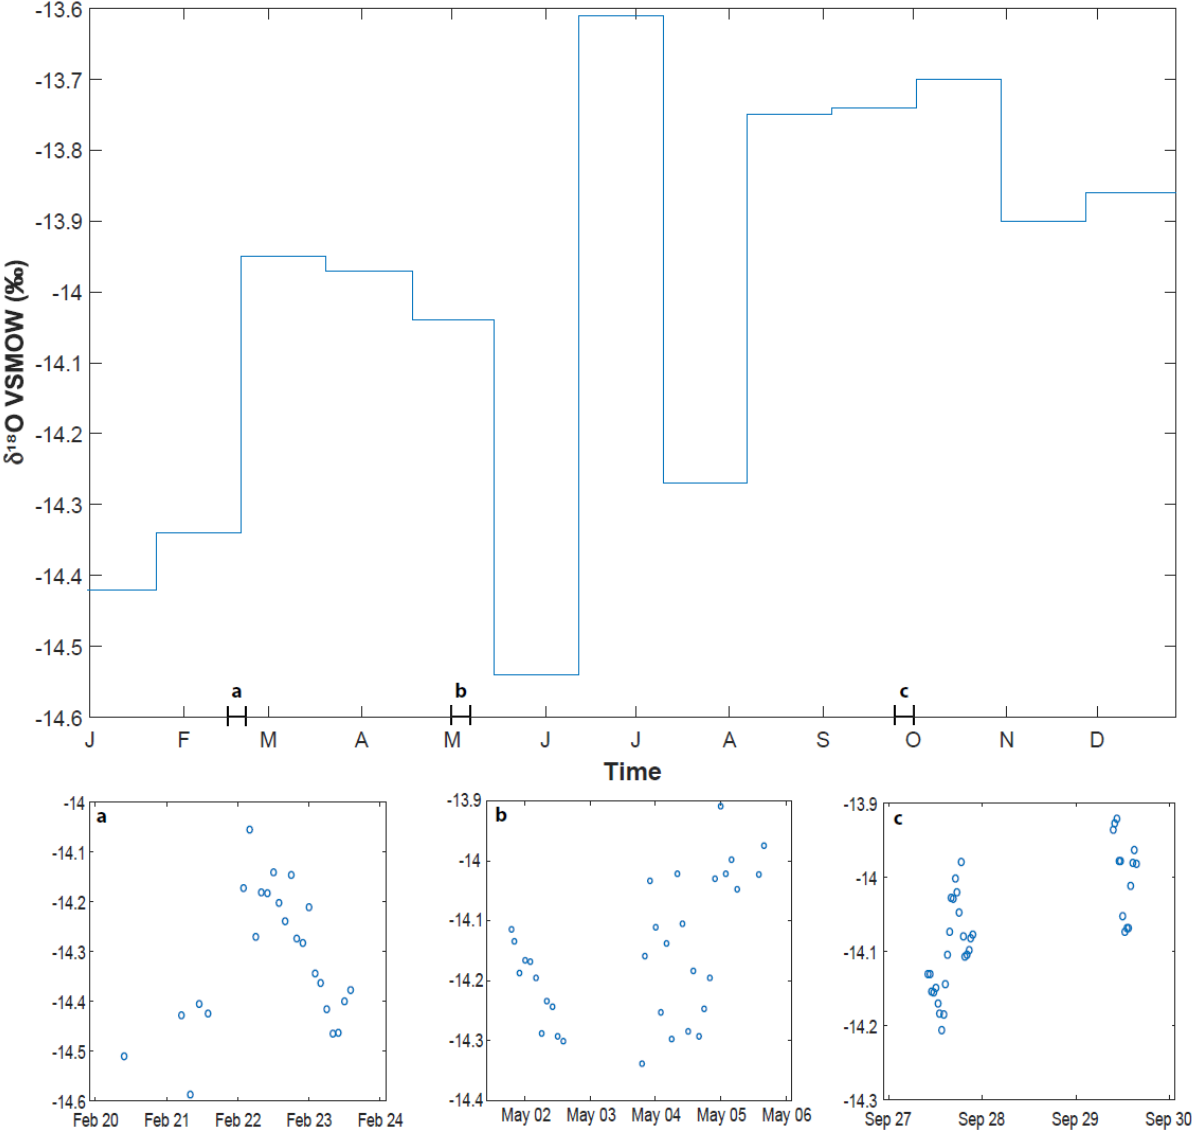 -13.6
-13.7
-13.8
-13.9
-14
-14.1
-14.2
-14.3
-14.4
-14.5
-14.6
δ¹⁸O VSMOW (‰)
a b c
J F M A M J J A S O N D
Time
a
-14
-14.1
-14.2
-14.3
-14.4
-14.5
-14.6
Feb 20 Feb 21 Feb 22 Feb 23 Feb 24
b
-13.9
-14
-14.1
-14.2
-14.3
-14.4
May 02 May 03 May 04 May 05 May 06
c
-13.9
-14
-14.1
-14.2
-14.3
Sep 27 Sep 28 Sep 29 Sep 30